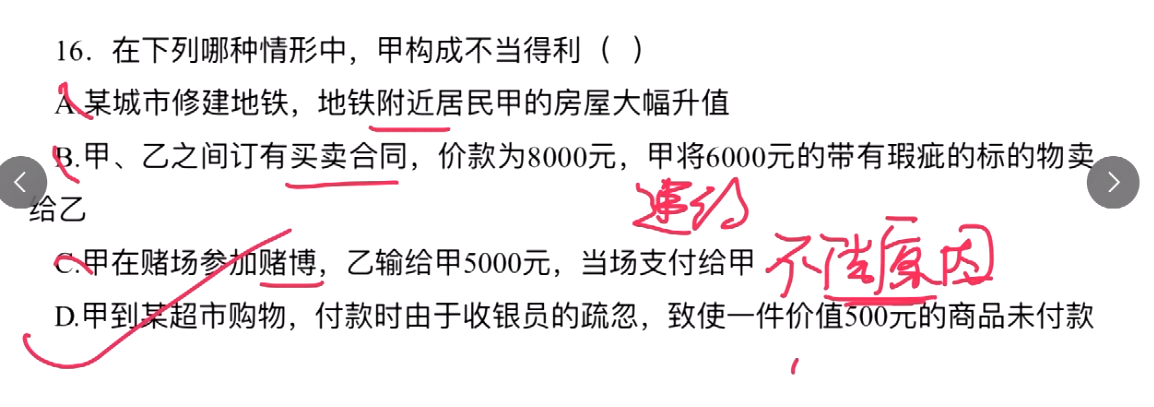 16. 在下列哪种情形中，甲构成不当得利（ ）
A.某城市修建地铁，地铁附近居民甲的房屋大幅升值
B.甲、乙之间订有买卖合同，价款为8000元，甲将6000元的带有瑕疵的标的物卖
给乙
违约
C.甲在赌场参加赌博，乙输给甲5000元，当场支付给甲
不法原因
D.甲到某超市购物，付款时由于收银员的疏忽，致使一件价值500元的商品未付款